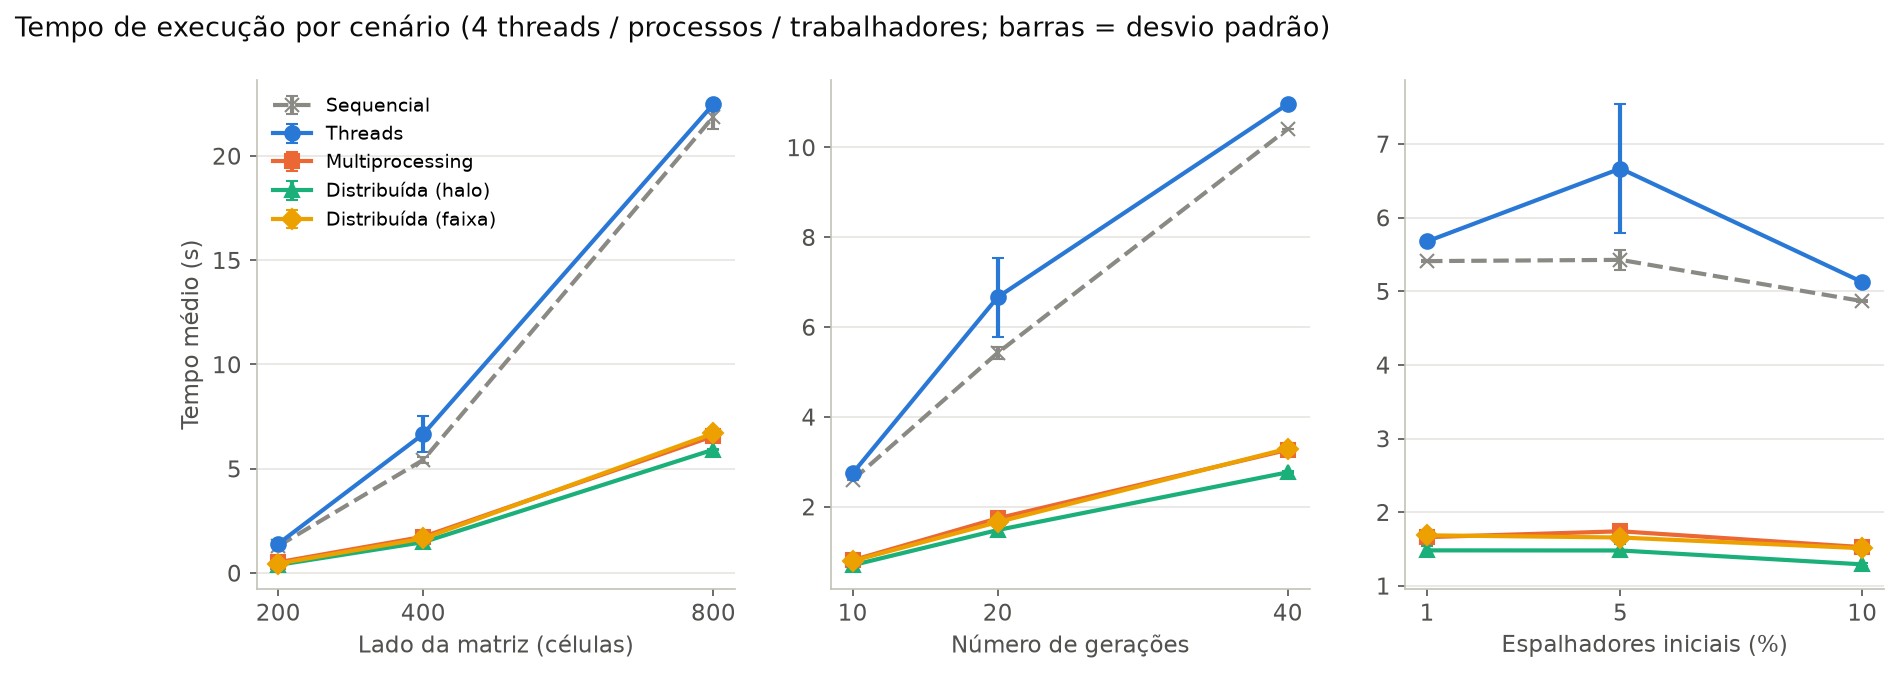 Tempo de execução por cenário (4 threads / processos / trabalhadores; barras = desvio padrão)
Sequencial
Threads
Multiprocessing
Distribuída (halo)
Distribuída (faixa)
Tempo médio (s)
20
15
10
5
0
200 400 800
Lado da matriz (células)
10
8
6
4
2
10 20 40
Número de gerações
7
6
5
4
3
2
1
1 5 10
Espalhadores iniciais (%)